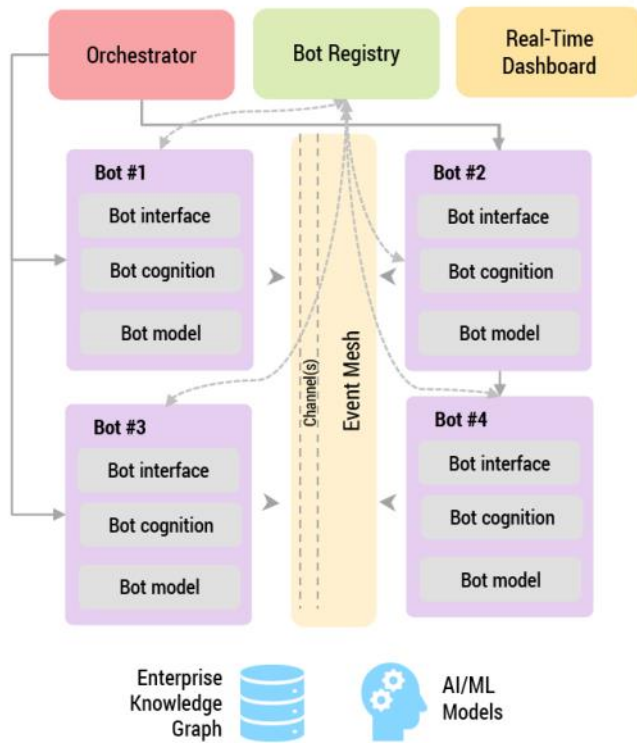 Orchestrator
Bot Registry
Real-Time
Dashboard
Bot #1
Bot interface
Bot cognition
Bot model
Bot #2
Bot interface
Bot cognition
Bot model
Channel(s)
Event Mesh
Bot #3
Bot interface
Bot cognition
Bot model
Bot #4
Bot interface
Bot cognition
Bot model
Enterprise
Knowledge
Graph
AI/ML
Models